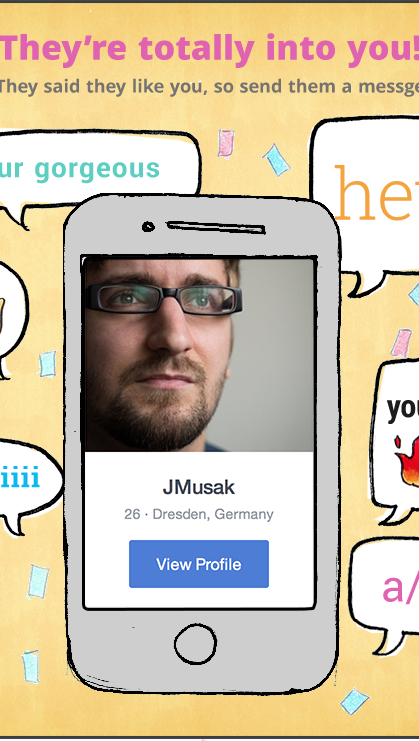 They're totally into you!
They said they like you, so send them a messge
ur gorgeous
he
iiii
you
a/
JMusak
26 · Dresden, Germany
View Profile